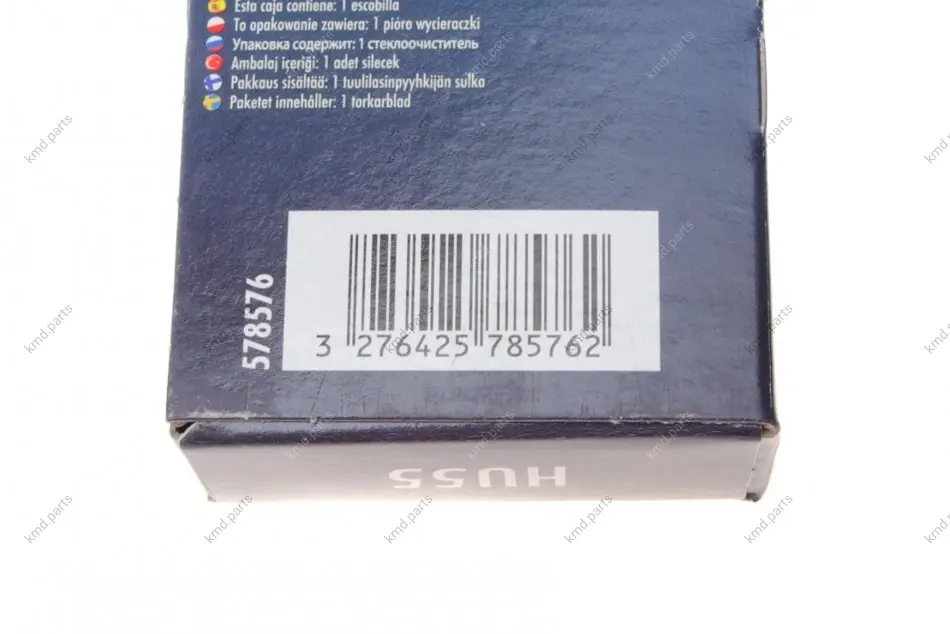 Esta caja contiene: 1 escobilla
To opakowanie zawiera: 1 pióro wycieraczki
Упаковка содержит: 1 стеклоочиститель
Ambalaj içeriği: 1 adet silecek
Pakkaus sisältää: 1 tuulilasinpyyhkijän sulka
Paketet innehåller: 1 torkarblad
578576
3 276425 785762
HU55
kmd.parts